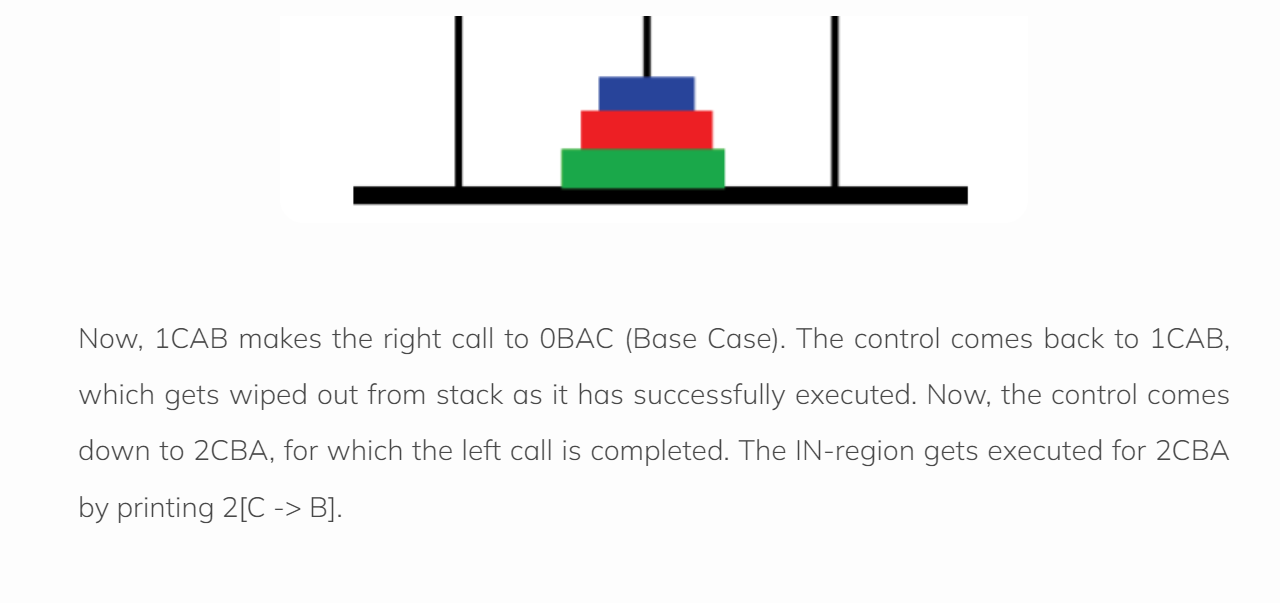 Now, 1CAB makes the right call to 0BAC (Base Case). The control comes back to 1CAB,
which gets wiped out from stack as it has successfully executed. Now, the control comes
down to 2CBA, for which the left call is completed. The IN-region gets executed for 2CBA
by printing 2[C -> B].